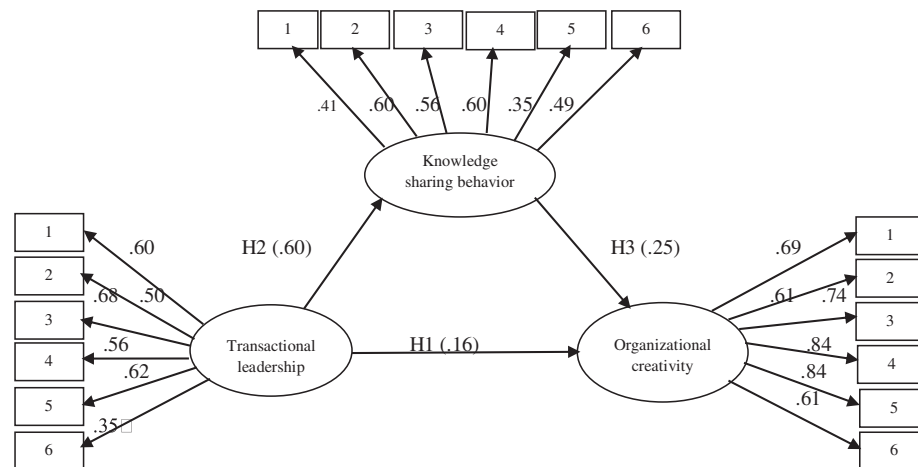 1 2 3 4 5 6
.41 .60 .56 .60 .35 .49
Knowledge
sharing behavior
H2 (.60)
H3 (.25)
1
2
3
4
5
6
.60
.68 .50
.56
.62
.35
Transactional
leadership
H1 (.16)
Organizational
creativity
.69
.61 .74
.84
.84
.61
1
2
3
4
5
6